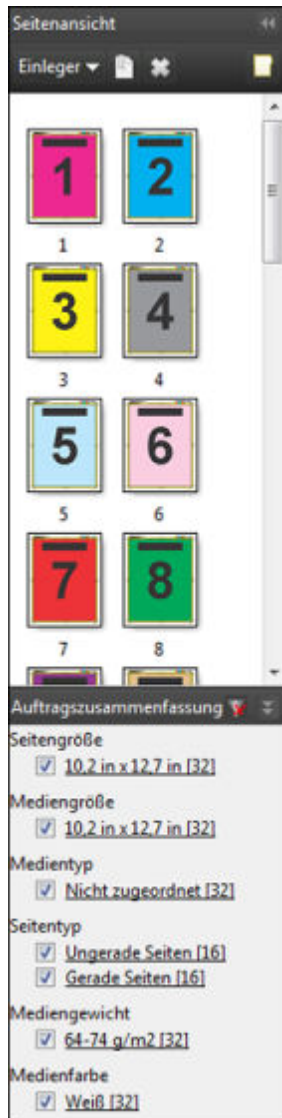 Seitenansicht
Einleger
1 2
1 2
3 4
3 4
5 6
5 6
7 8
7 8
Auftragszusammenfassung
Seitengröße
10,2 in x 12,7 in [32]
Mediengröße
10,2 in x 12,7 in [32]
Medientyp
Nicht zugeordnet [32]
Seitentyp
Ungerade Seiten [16]
Gerade Seiten [16]
Mediengewicht
64-74 g/m2 [32]
Medienfarbe
Weiß [32]